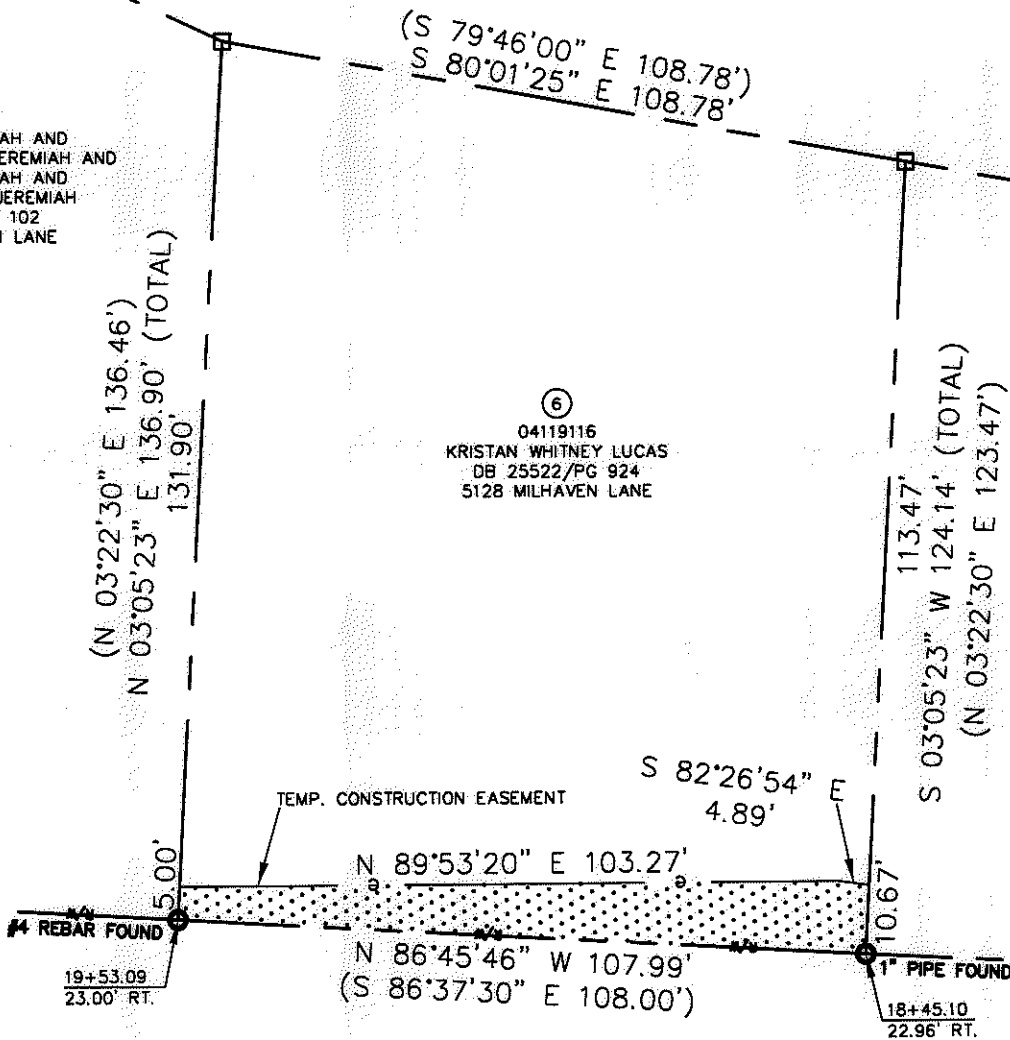 (S 79°46'00" E 108.78')
S 80°01'25" E 108.78'
AH AND
EREMIAH AND
AH AND
JEREMIAH
102
LANE
(N 03°22'30" E 136.46')
N 03°05'23" E 136.90' (TOTAL)
131.90'
6
04119116
KRISTAN WHITNEY LUCAS
DB 25522/PG 924
5128 MILHAVEN LANE
113.47'
S 03°05'23" W 124.14' (TOTAL)
(N 03°22'30" E 123.47')
S 82°26'54" E
4.89'
TEMP. CONSTRUCTION EASEMENT
5.00'
N 89°53'20" E 103.27'
10.67'
#4 REBAR FOUND
N 86°45'46" W 107.99'
(S 86°37'30" E 108.00')
1" PIPE FOUND
19+53.09
23.00' RT.
18+45.10
22.96' RT.